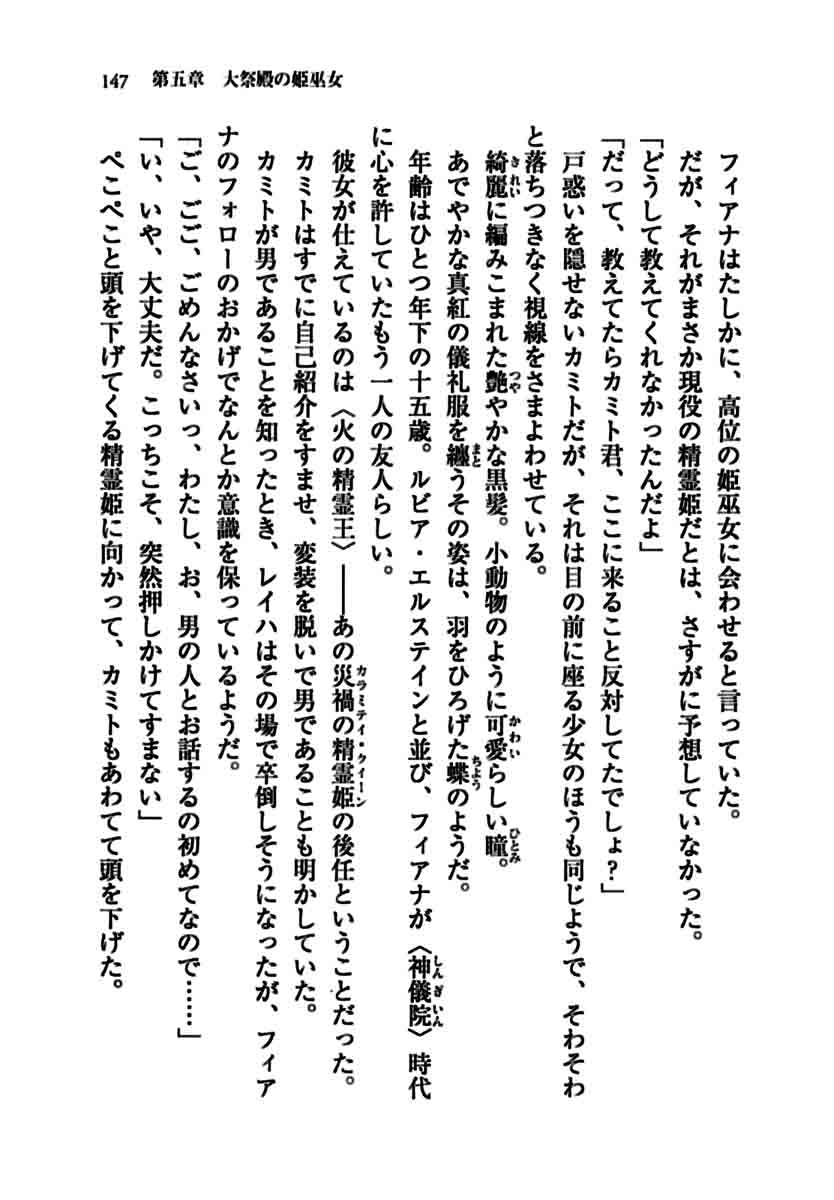 147 第五章 大祭殿の姫巫女
フィアナはたしかに、高位の姫巫女に会わせると言っていた。
だが、それがまさか現役の精霊姫だとは、さすがに予想していなかった。
「どうして教えてくれなかったんだよ」
「だって、教えてたらカミト君、ここに来ること反対してたでしょ？」
戸惑いを隠せないカミトだが、それは目の前に座る少女のほうも同じようで、そわそわ
と落ちつきなく視線をさまよわせている。
綺麗に編みこまれた艶やかな黒髪。小動物のように可愛らしい瞳。
あでやかな真紅の儀礼服を纏うその姿は、羽をひろげた蝶のようだ。
年齢はひとつ年下の十五歳。ルビア・エルステインと並び、フィアナが〈神儀院〉時代
に心を許していたもう一人の友人らしい。
彼女が仕えているのは〈火の精霊王〉――あの災禍の精霊姫の後任ということだった。
カミトはすでに自己紹介をすませ、変装を脱いで男であることも明かしていた。
カミトが男であることを知ったとき、レイハはその場で卒倒しそうになったが、フィア
ナのフォローのおかげでなんとか意識を保っているようだ。
「ご、ごご、ごめんなさいっ、わたし、お、男の人とお話するの初めてなので……」
「い、いや、大丈夫だ。こっちこそ、突然押しかけてすまない」
ぺこぺこと頭を下げてくる精霊姫に向かって、カミトもあわてて頭を下げた。